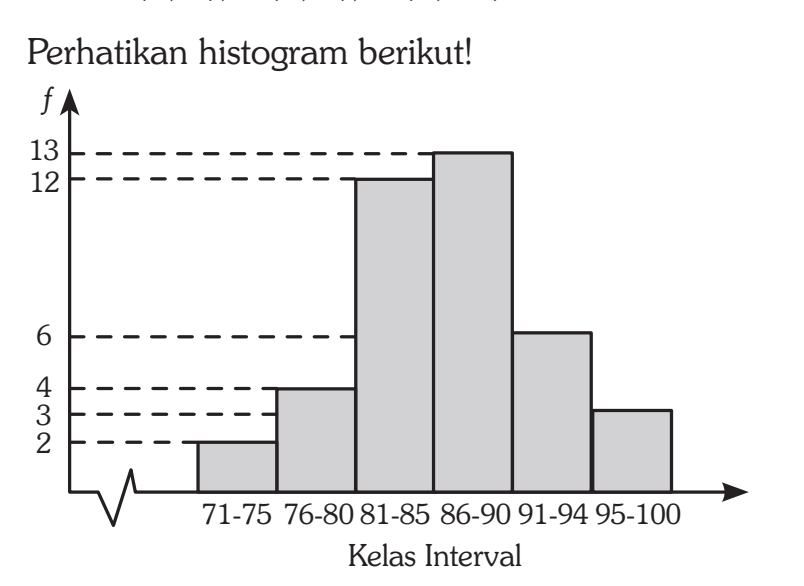 Perhatikan histogram berikut!
f
13
12
6
4
3
2
71-75 76-80 81-85 86-90 91-94 95-100
Kelas Interval